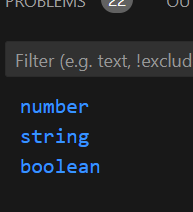 PROBLEMS 22 OU
Filter (e.g. text, !exclud
number
string
boolean